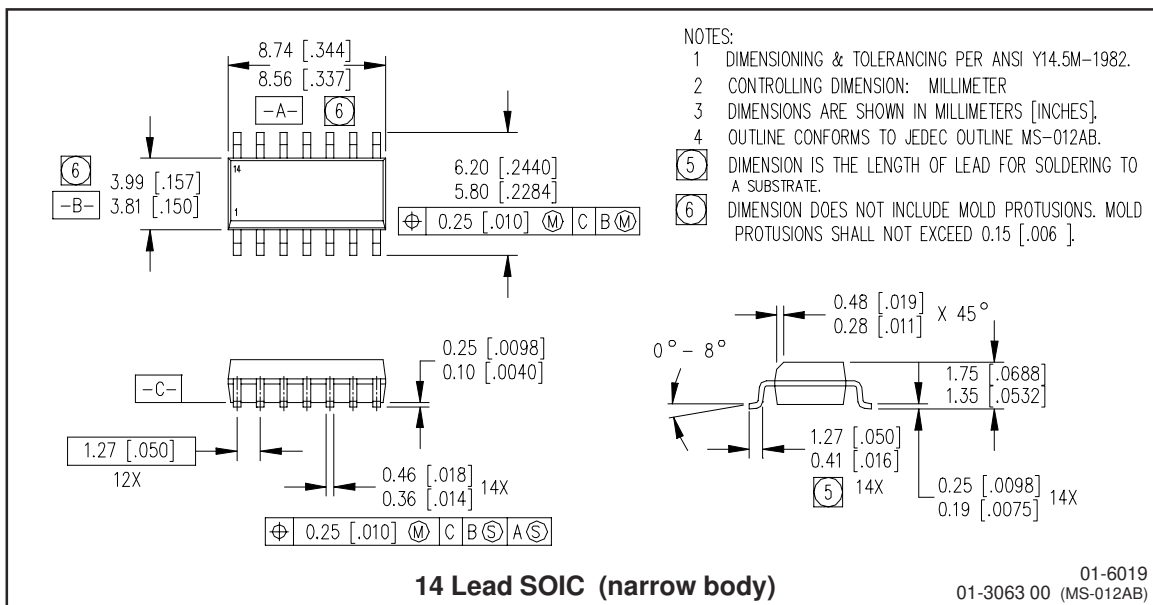 8.74 [.344]
8.56 [.337]
-A- 6
14
1
6
3.99 [.157]
3.81 [.150]
-B-
6.20 [.2440]
5.80 [.2284]
⌖ 0.25 [.010] Ⓜ C B Ⓜ
NOTES:
1 DIMENSIONING & TOLERANCING PER ANSI Y14.5M-1982.
2 CONTROLLING DIMENSION: MILLIMETER
3 DIMENSIONS ARE SHOWN IN MILLIMETERS [INCHES].
4 OUTLINE CONFORMS TO JEDEC OUTLINE MS-012AB.
5 DIMENSION IS THE LENGTH OF LEAD FOR SOLDERING TO
A SUBSTRATE.
6 DIMENSION DOES NOT INCLUDE MOLD PROTUSIONS. MOLD
PROTUSIONS SHALL NOT EXCEED 0.15 [.006 ].
-C-
0.25 [.0098]
0.10 [.0040]
1.27 [.050]
12X
0.46 [.018]
0.36 [.014] 14X
⌖ 0.25 [.010] Ⓜ C B Ⓢ A Ⓢ
0.48 [.019]
0.28 [.011] X 45°
0°-8°
1.75 [.0688]
1.35 [.0532]
1.27 [.050]
0.41 [.016]
5 14X
0.25 [.0098]
0.19 [.0075] 14X
14 Lead SOIC (narrow body)
01-6019
01-3063 00 (MS-012AB)